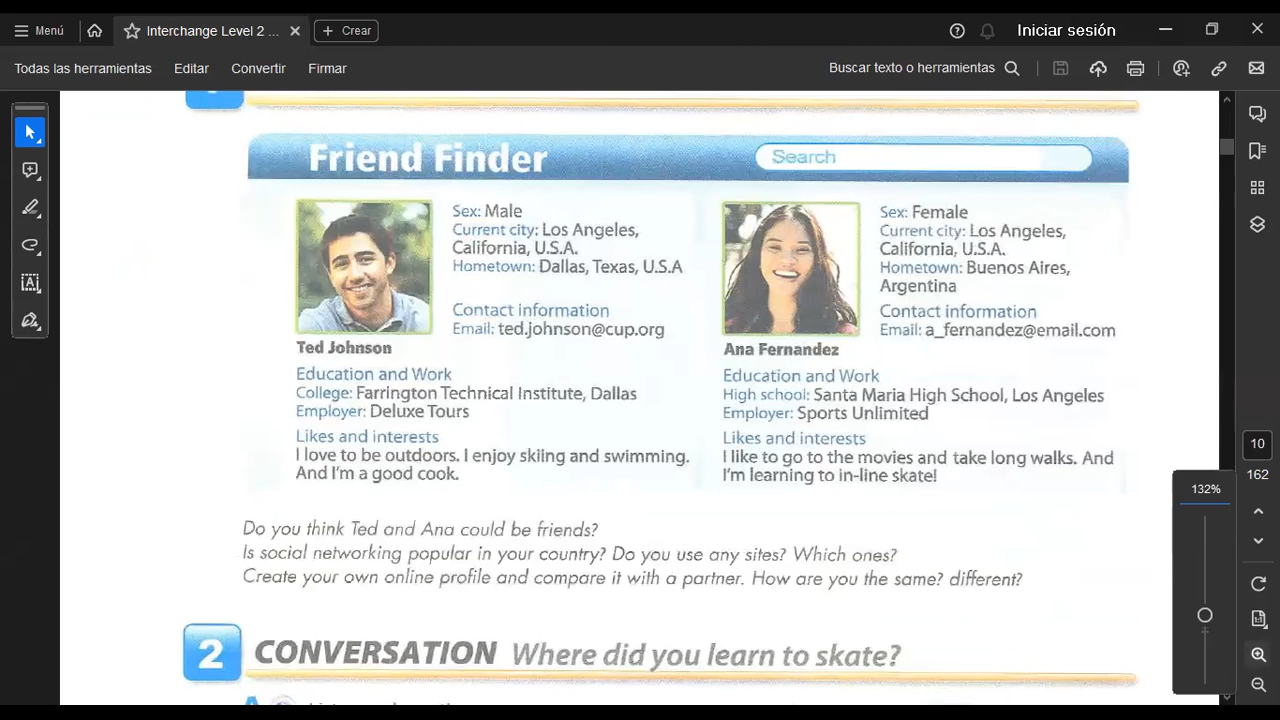 Menú
Interchange Level 2 ...
Crear
Iniciar sesión
Todas las herramientas
Editar
Convertir
Firmar
Buscar texto o herramientas
Friend Finder
Search
Sex: Male
Current city: Los Angeles,
California, U.S.A.
Hometown: Dallas, Texas, U.S.A
Contact information
Email: ted.johnson@cup.org
Ted Johnson
Education and Work
College: Farrington Technical Institute, Dallas
Employer: Deluxe Tours
Likes and interests
I love to be outdoors. I enjoy skiing and swimming.
And I'm a good cook.
Sex: Female
Current city: Los Angeles,
California, U.S.A.
Hometown: Buenos Aires,
Argentina
Contact information
Email: a_fernandez@email.com
Ana Fernandez
Education and Work
High school: Santa Maria High School, Los Angeles
Employer: Sports Unlimited
Likes and interests
I like to go to the movies and take long walks. And
I'm learning to in-line skate!
Do you think Ted and Ana could be friends?
Is social networking popular in your country? Do you use any sites? Which ones?
Create your own online profile and compare it with a partner. How are you the same? different?
2 CONVERSATION Where did you learn to skate?
10
162
132%